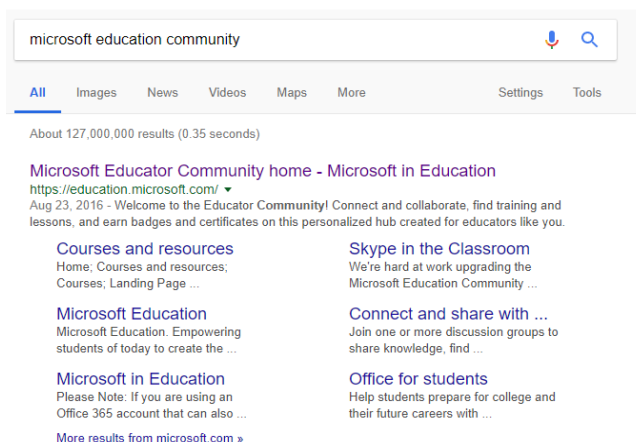 microsoft education community
All Images News Videos Maps More Settings Tools
About 127,000,000 results (0.35 seconds)
Microsoft Educator Community home - Microsoft in Education
https://education.microsoft.com/
Aug 23, 2016 - Welcome to the Educator Community! Connect and collaborate, find training and
lessons, and earn badges and certificates on this personalized hub created for educators like you.
Courses and resources
Home; Courses and resources;
Courses; Landing Page ...
Skype in the Classroom
We're hard at work upgrading the
Microsoft Education Community ...
Microsoft Education
Microsoft Education. Empowering
students of today to create the ...
Connect and share with ...
Join one or more discussion groups to
share knowledge, find ...
Microsoft in Education
Please Note: If you are using an
Office 365 account that can also ...
Office for students
Help students prepare for college and
their future careers with ...
More results from microsoft.com »